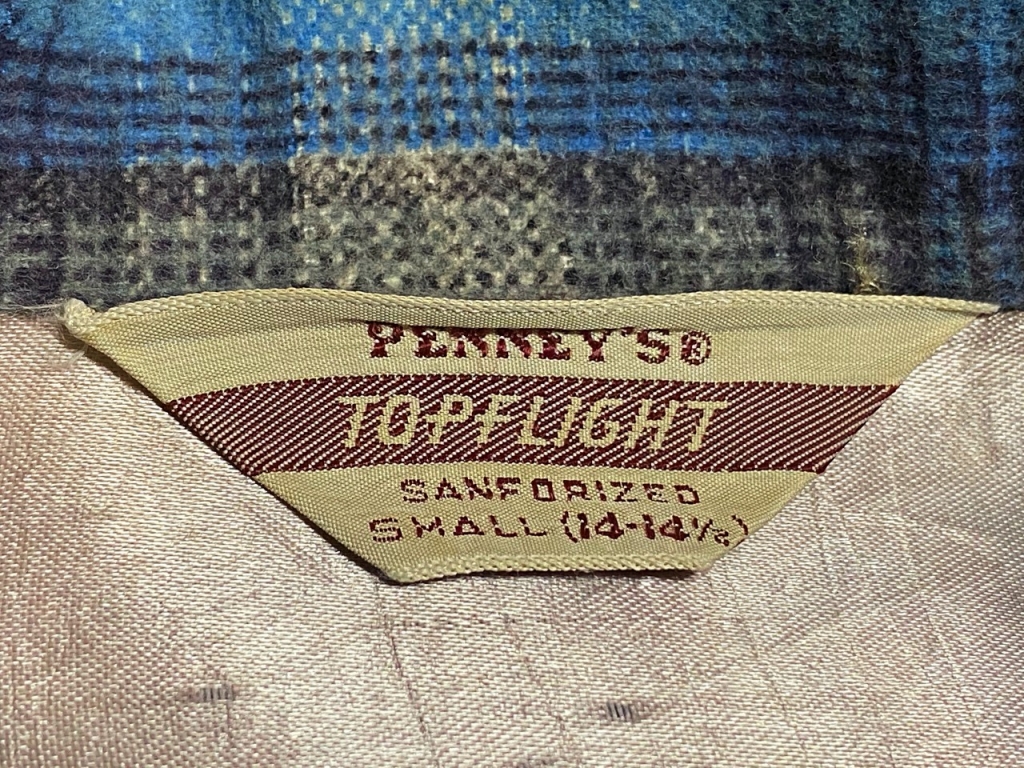 PENNEY'S®
TOPFLIGHT
SANFORIZED
SMALL (14-14½)